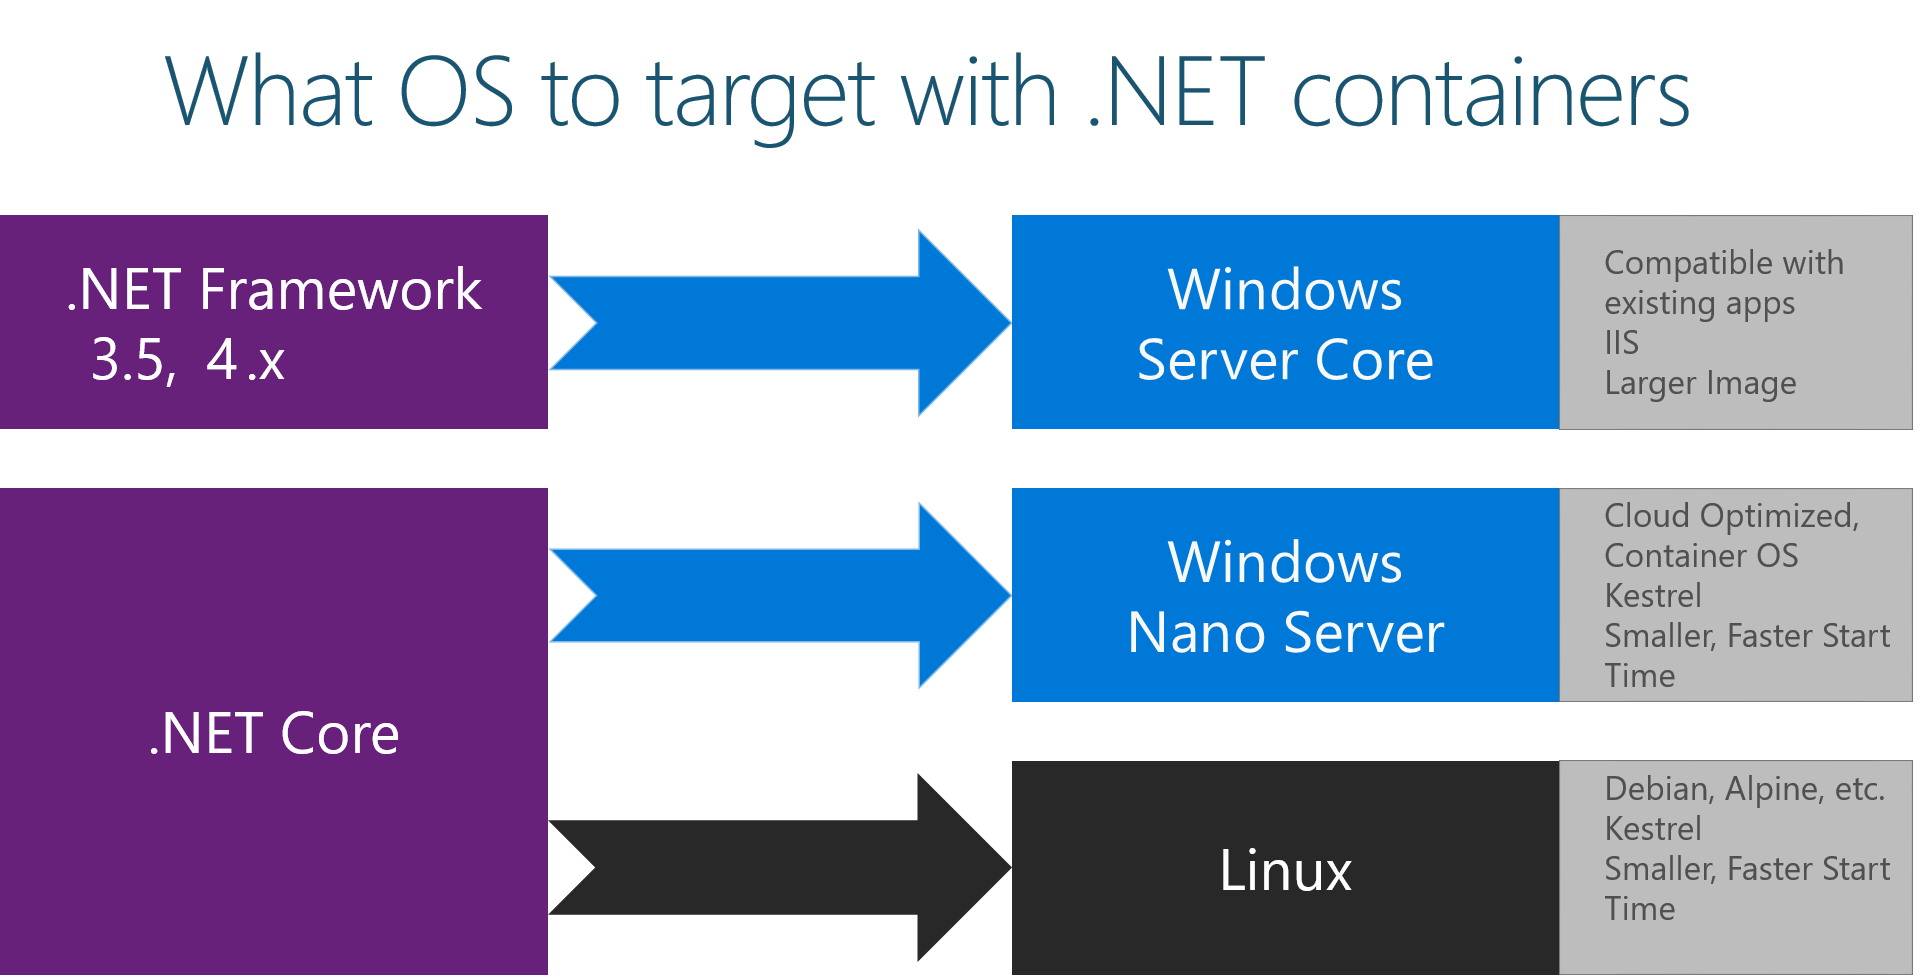 What OS to target with .NET containers
.NET Framework
3.5, 4.x
Windows
Server Core
Compatible with
existing apps
IIS
Larger Image
.NET Core
Windows
Nano Server
Cloud Optimized,
Container OS
Kestrel
Smaller, Faster Start
Time
Linux
Debian, Alpine, etc.
Kestrel
Smaller, Faster Start
Time